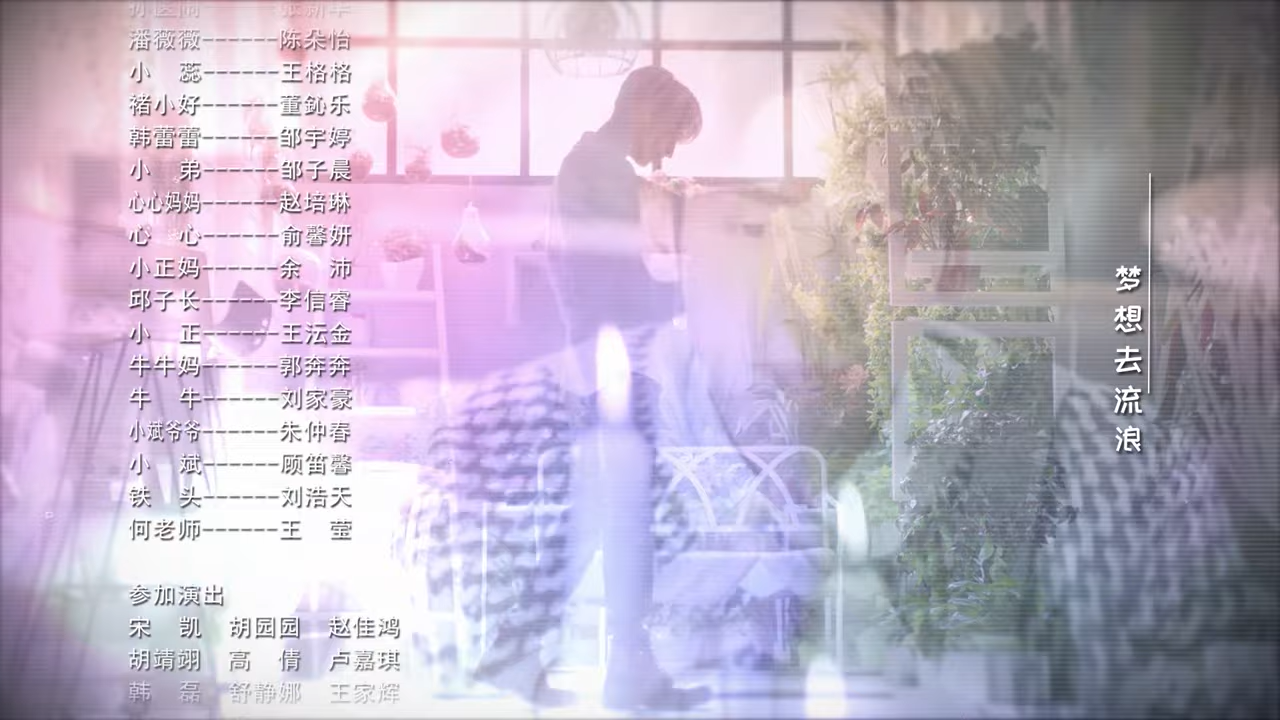 潘薇薇------陈朵怡
小　蕊------王格格
褚小好------董鈊乐
韩蕾蕾------邹宇婷
小　弟------邹子晨
心心妈妈------赵培琳
心　心------俞馨妍
小正妈------余　沛
邱子长------李信睿
小　正------王沄金
牛牛妈------郭奔奔
牛　牛------刘家豪
小斌爷爷------朱仲春
小　斌------顾笛馨
铁　头------刘浩天
何老师------王　莹
参加演出
宋　凯　胡园园　赵佳鸿
胡靖翊　高　倩　卢嘉琪
韩　磊　舒静娜　王家辉
梦想去流浪